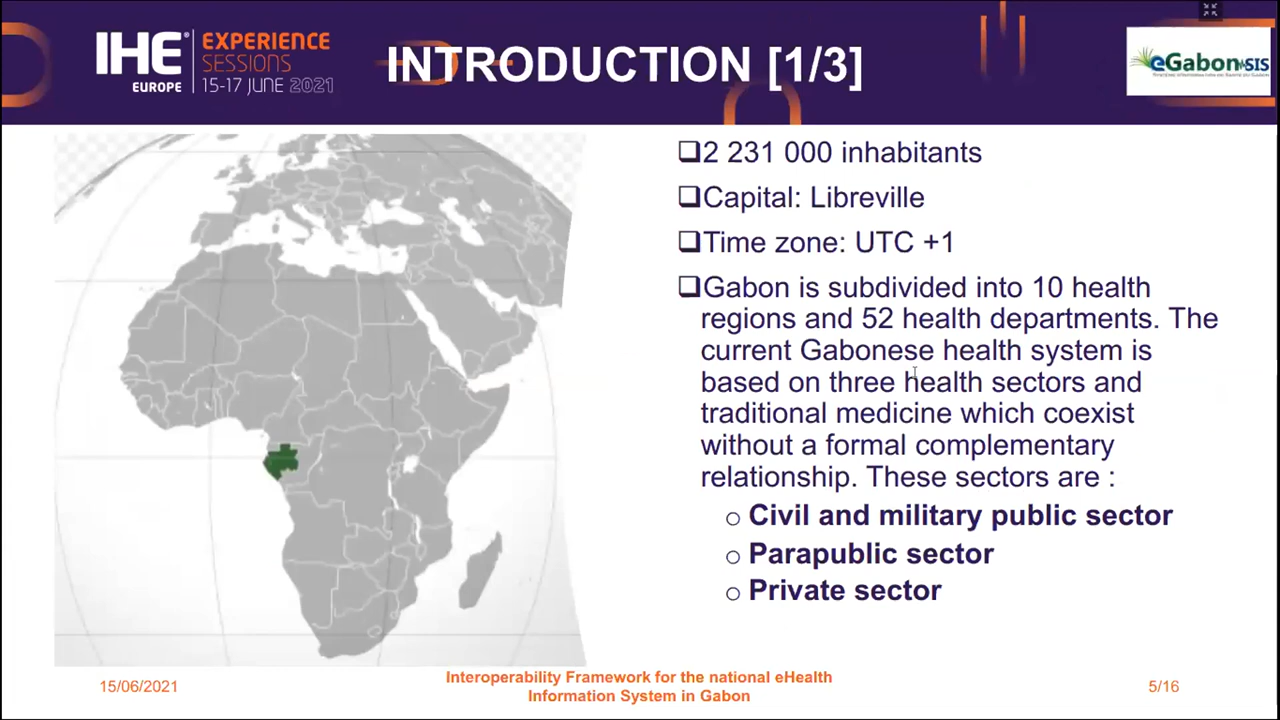 IHE® EXPERIENCE
SESSIONS
EUROPE 15-17 JUNE 2021
INTRODUCTION [1/3]
eGabon SIS
❑2 231 000 inhabitants
❑Capital: Libreville
❑Time zone: UTC +1
❑Gabon is subdivided into 10 health
regions and 52 health departments. The
current Gabonese health system is
based on three health sectors and
traditional medicine which coexist
without a formal complementary
relationship. These sectors are :
o Civil and military public sector
o Parapublic sector
o Private sector
15/06/2021
Interoperability Framework for the national eHealth
Information System in Gabon
5/16